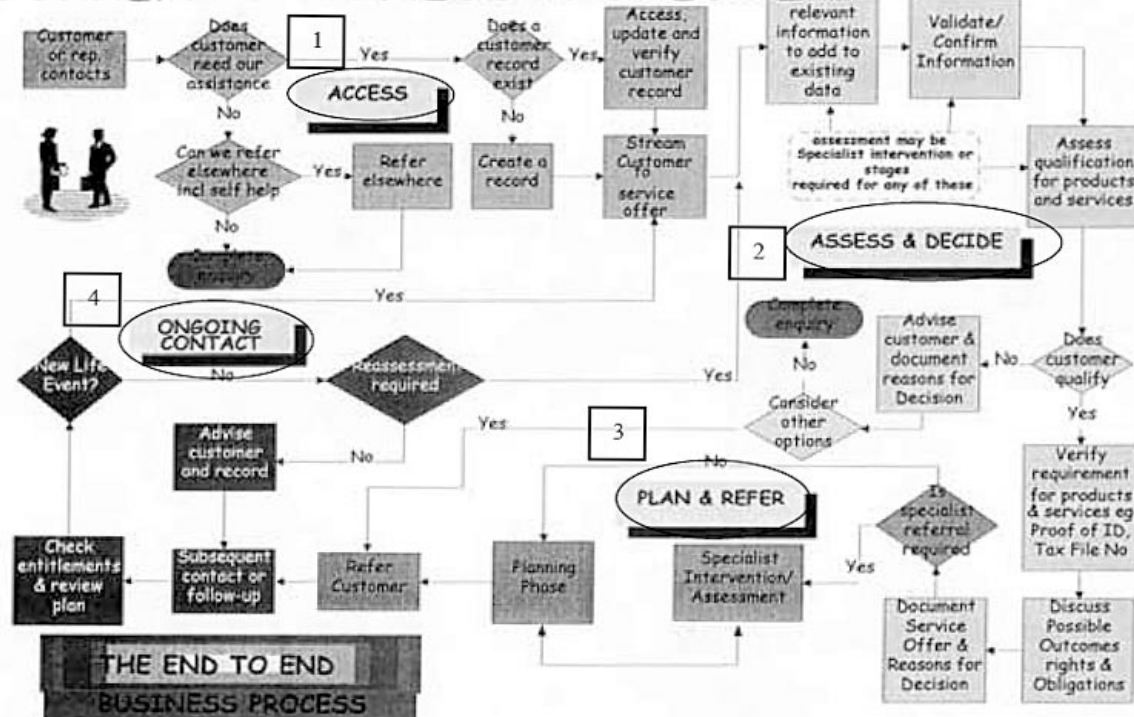 Customer
or rep.
contacts
Does
customer
need our
assistance
1
Yes
Does a
customer
record
exist
Yes
Access,
update and
verify
customer
record
relevant
information
to add to
existing
data
Validate/
Confirm
Information
ACCESS
No
No
Can we refer
elsewhere
incl self help
Yes
Refer
elsewhere
Create a
record
Stream
Customer
to
service
offer
assessment may be
Specialist intervention or
stages
required for any of these
Assess
qualification
for products
and services
No
Complete
enquiry
2
ASSESS & DECIDE
4
Yes
ONGOING
CONTACT
New Life
Event?
No
Reassessment
required
Yes
Complete
enquiry
No
Advise
customer &
document
reasons for
Decision
No
Does
customer
qualify
Yes
Consider
other
options
Yes
3
Advise
customer
and record
No
No
PLAN & REFER
Is
specialist
referral
required
Verify
requirement
for products
& services eg
Proof of ID,
Tax File No
Check
entitlements
& review
plan
Subsequent
contact or
follow-up
Refer
Customer
Planning
Phase
Specialist
Intervention/
Assessment
Yes
Document
Service
Offer &
Reasons for
Decision
Discuss
Possible
Outcomes
rights &
Obligations
THE END TO END
BUSINESS PROCESS